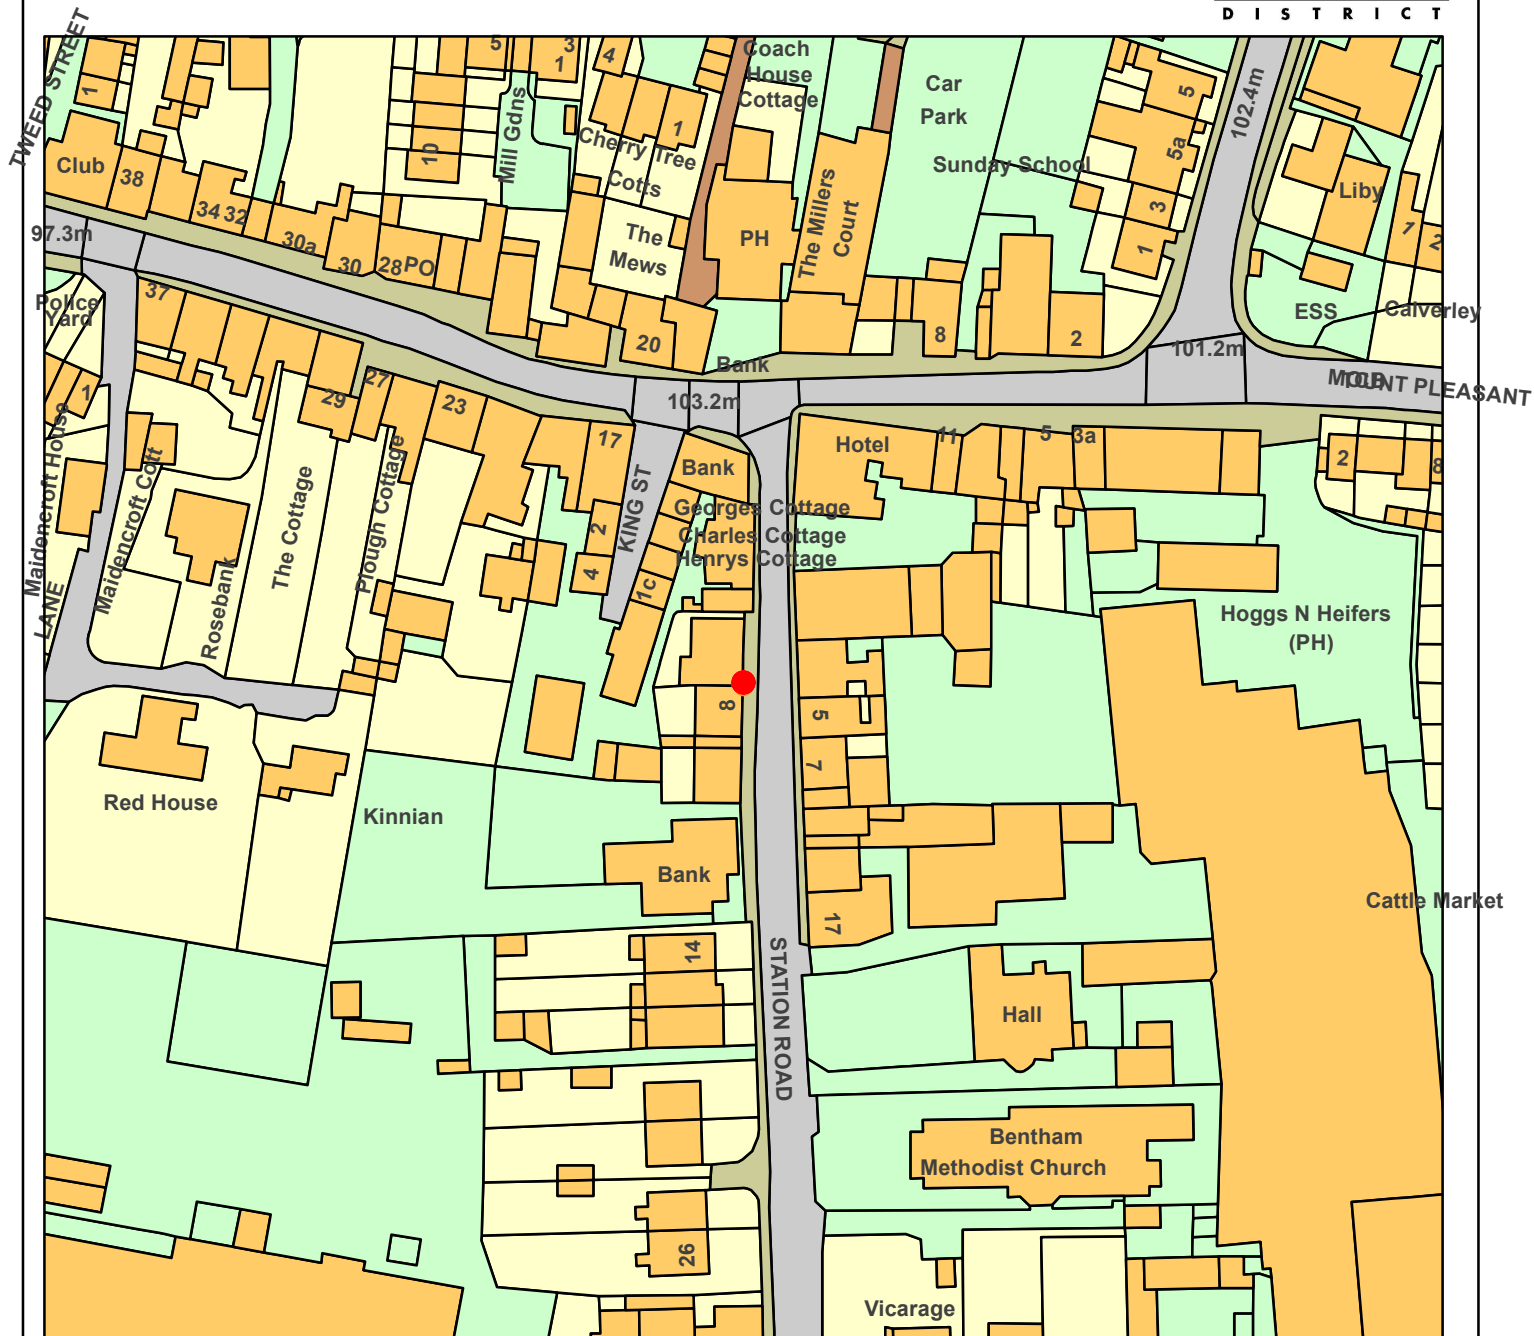 DISTRICT
TWEED STREET
1
5
3
1
4
Coach
House
Cottage
Car
Park
5
102.4m
Club
38
34
32
10
Mill Gdns
1
Cherry Tree
Cotts
Sunday School
5a
Liby
97.3m
30a
30
28
PO
The
Mews
PH
The Millers
Court
3
1
1
2
Police
Yard
37
20
Bank
8
2
ESS
Calverley
101.2m
MOUNT PLEASANT
1
29
27
23
17
103.2m
Hotel
11
5
3a
2
8
Maidencroft House
Maidencroft Cott
The Cottage
Plough Cottage
KING ST
Bank
Georges Cottage
Charles Cottage
Henrys Cottage
2
4
1c
LANE
Rosebank
Hoggs N Heifers
(PH)
8
5
7
Red House
Kinnian
Bank
17
Cattle Market
14
STATION ROAD
Hall
Bentham
Methodist Church
26
Vicarage